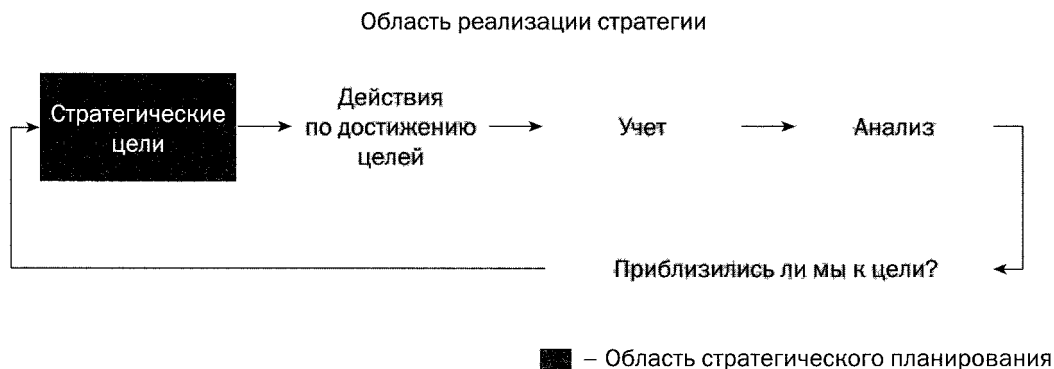 Область реализации стратегии
Стратегические
цели
Действия
по достижению
целей
Учет
Анализ
Приблизились ли мы к цели?
– Область стратегического планирования